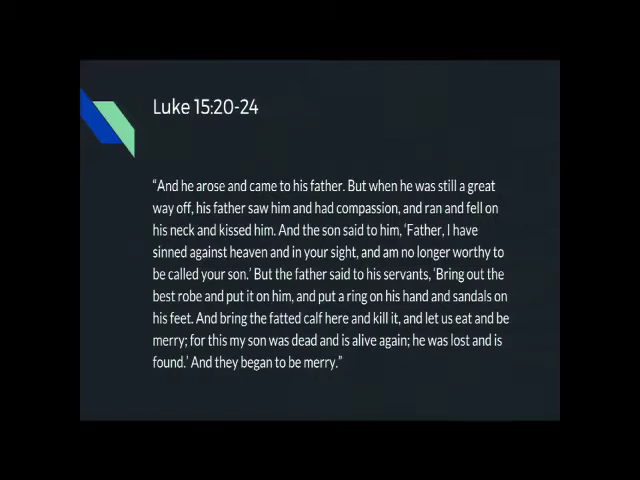 Luke 15:20-24
“And he arose and came to his father. But when he was still a great
way off, his father saw him and had compassion, and ran and fell on
his neck and kissed him. And the son said to him, ‘Father, I have
sinned against heaven and in your sight, and am no longer worthy to
be called your son.’ But the father said to his servants, ‘Bring out the
best robe and put it on him, and put a ring on his hand and sandals on
his feet. And bring the fatted calf here and kill it, and let us eat and be
merry; for this my son was dead and is alive again; he was lost and is
found.’ And they began to be merry.”